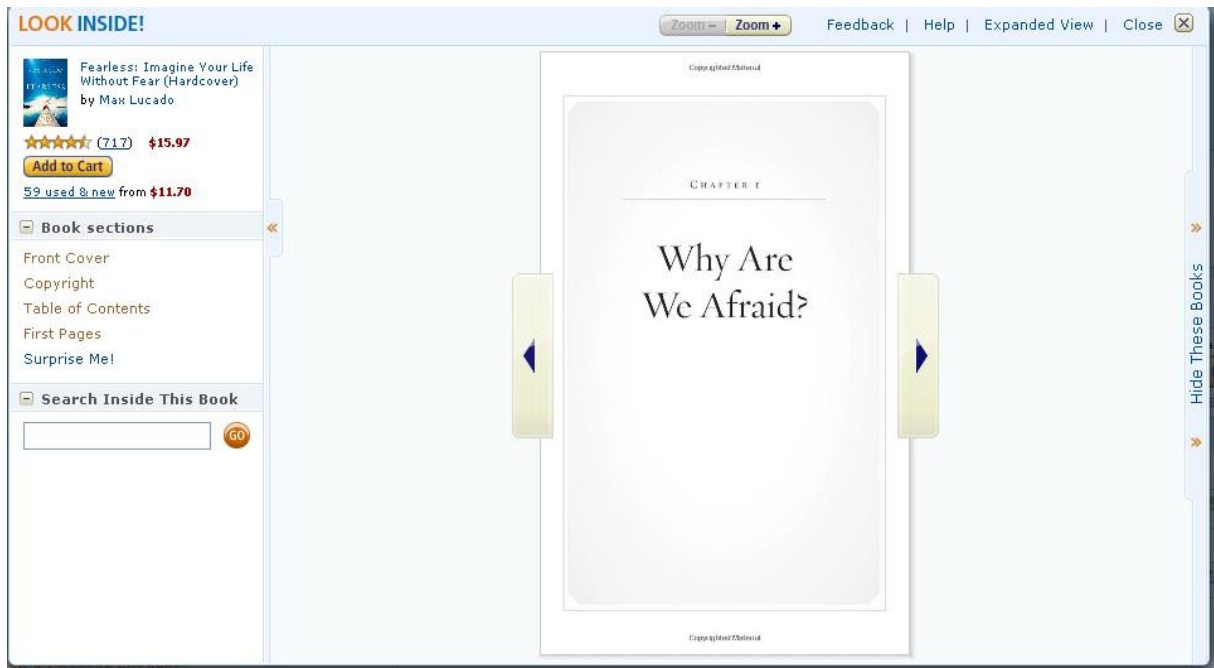 LOOK INSIDE!
Zoom – Zoom +
Feedback | Help | Expanded View | Close
Fearless: Imagine Your Life
Without Fear (Hardcover)
by Max Lucado
(717) $15.97
Add to Cart
59 used & new from $11.70
Book sections
Front Cover
Copyright
Table of Contents
First Pages
Surprise Me!
Search Inside This Book
GO
Copyrighted Material
CHAPTER 1
Why Are
We Afraid?
Copyrighted Material
Hide These Books